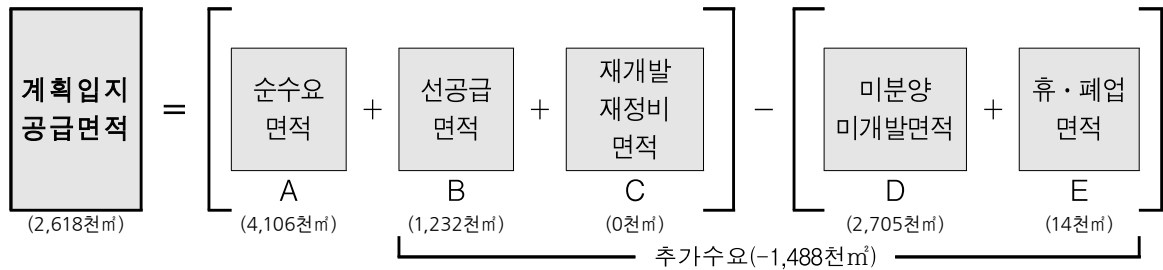 계획입지
공급면적
(2,618천㎡)
=
순수요
면적
A
(4,106천㎡)
+
선공급
면적
B
(1,232천㎡)
+
재개발
재정비
면적
C
(0천㎡)
-
미분양
미개발면적
D
(2,705천㎡)
+
휴·폐업
면적
E
(14천㎡)
추가수요(-1,488천㎡)